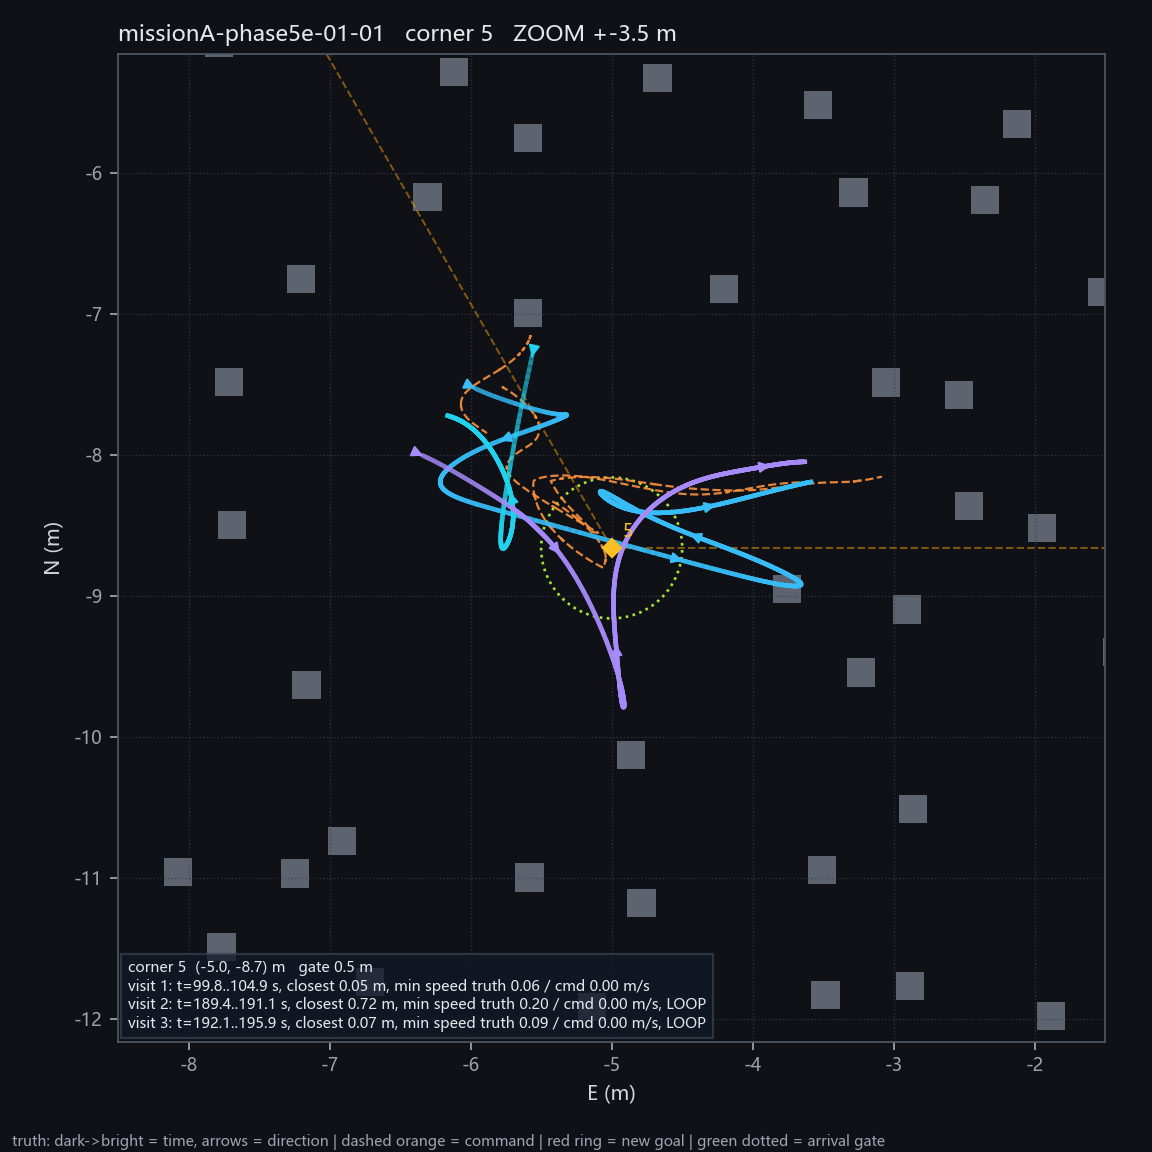 missionA-phase5e-01-01   corner 5   ZOOM +-3.5 m
-6
-7
-8
-9
-10
-11
-12
N (m)
5
corner 5  (-5.0, -8.7) m   gate 0.5 m
visit 1: t=99.8..104.9 s, closest 0.05 m, min speed truth 0.06 / cmd 0.00 m/s
visit 2: t=189.4..191.1 s, closest 0.72 m, min speed truth 0.20 / cmd 0.00 m/s, LOOP
visit 3: t=192.1..195.9 s, closest 0.07 m, min speed truth 0.09 / cmd 0.00 m/s, LOOP
-8 -7 -6 -5 -4 -3 -2
E (m)
truth: dark->bright = time, arrows = direction | dashed orange = command | red ring = new goal | green dotted = arrival gate